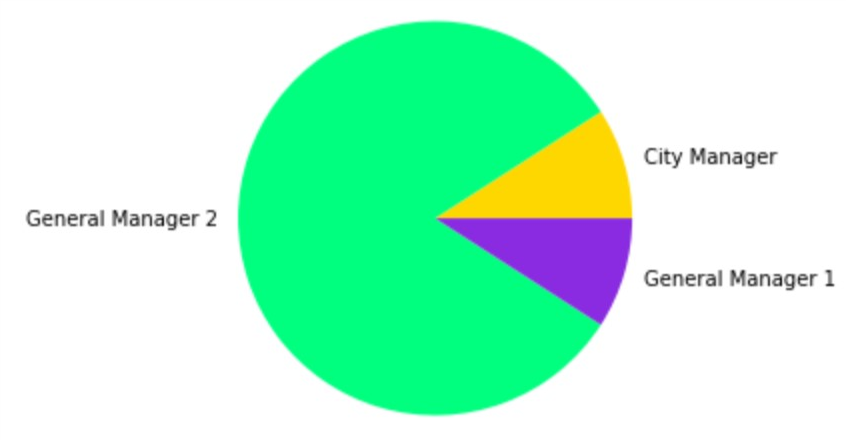 City Manager
General Manager 2
General Manager 1